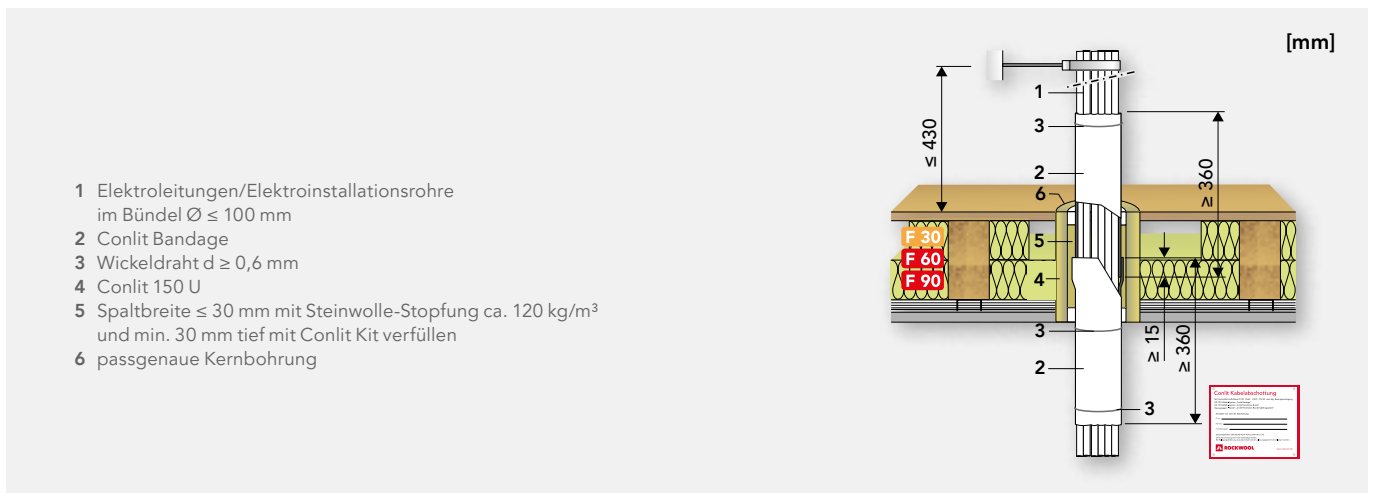 [mm]
1 Elektroleitungen/Elektroinstallationsrohre
im Bündel Ø ≤ 100 mm
2 Conlit Bandage
3 Wickeldraht d ≥ 0,6 mm
4 Conlit 150 U
5 Spaltbreite ≤ 30 mm mit Steinwolle-Stopfung ca. 120 kg/m³
und min. 30 mm tief mit Conlit Kit verfüllen
6 passgenaue Kernbohrung
1
3
2
6
5
4
3
2
3
≤ 430
≥ 360
≥ 15
≥ 360
F 30
F 60
F 90
Conlit Kabelabschottung
ROCKWOOL